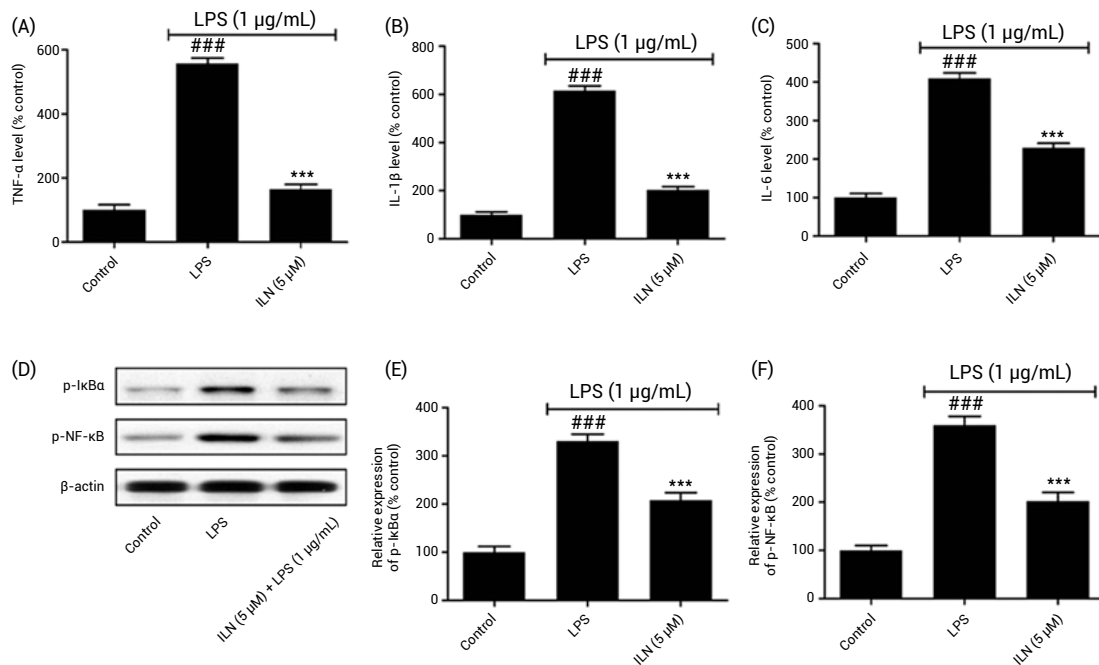 (A)
LPS (1 µg/mL)
###
***
TNF-α level (% control)
600
400
200
100
0
Control
LPS
ILN (5 µM)
(B)
LPS (1 µg/mL)
###
***
IL-1β level (% control)
800
600
400
200
0
Control
LPS
ILN (5 µM)
(C)
LPS (1 µg/mL)
###
***
IL-6 level (% control)
500
400
300
200
100
0
Control
LPS
ILN (5 µM)
(D)
p-IκBα
p-NF-κB
β-actin
Control
LPS
ILN (5 µM) + LPS (1 µg/mL)
(E)
LPS (1 µg/mL)
###
***
Relative expression
of p-IκBα (% control)
400
300
200
100
0
Control
LPS
ILN (5 µM)
(F)
LPS (1 µg/mL)
###
***
Relative expression
of p-NF-κB (% control)
400
300
200
100
0
Control
LPS
ILN (5 µM)